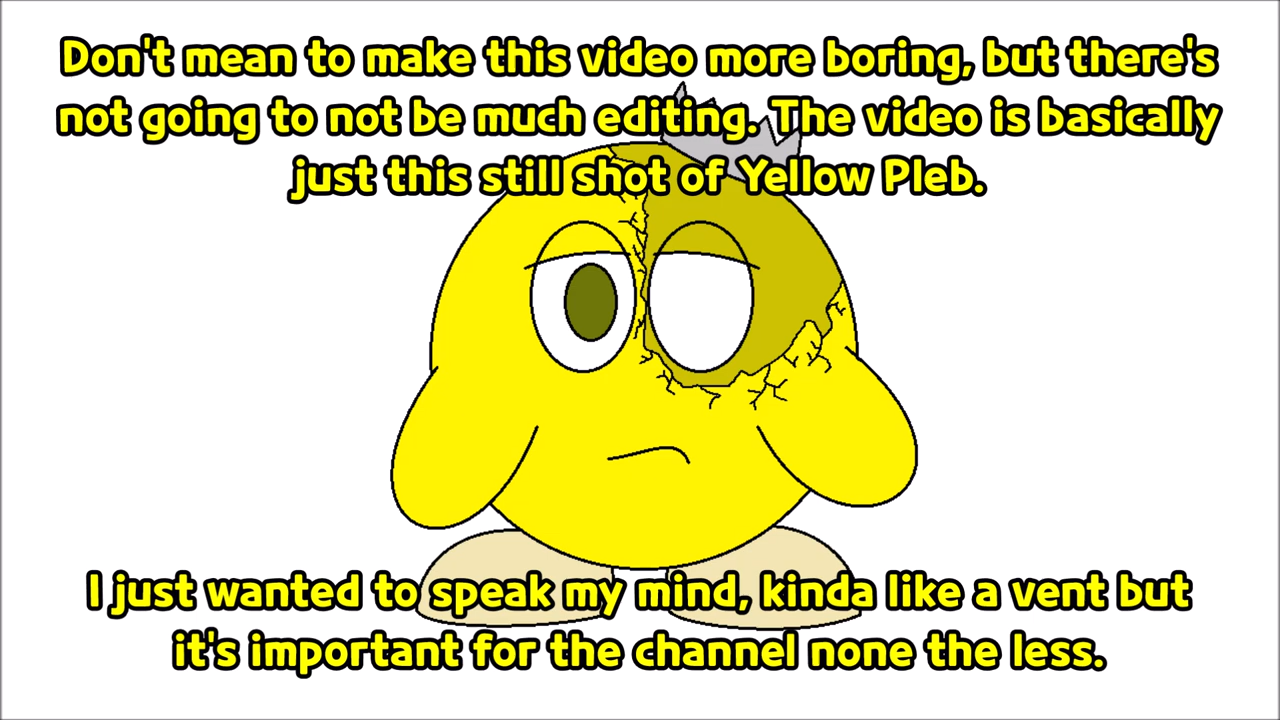 Don't mean to make this video more boring, but there's
not going to not be much editing. The video is basically
just this still shot of Yellow Pleb.
I just wanted to speak my mind, kinda like a vent but
it's important for the channel none the less.